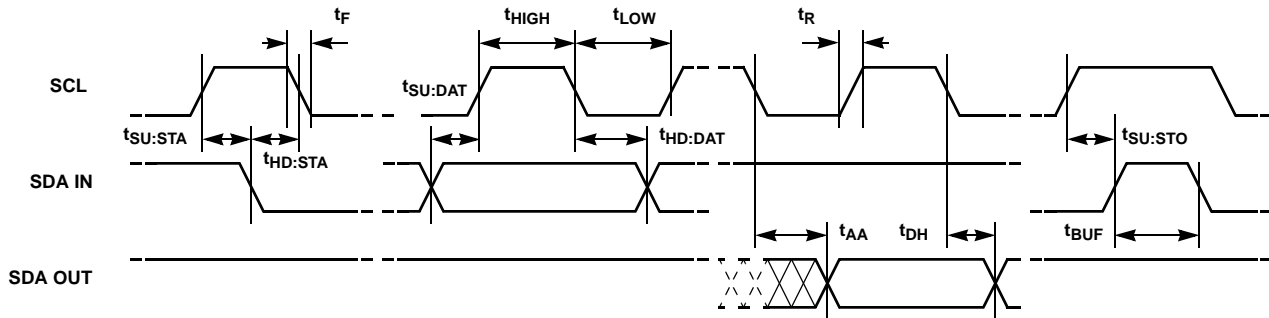 tF tHIGH tLOW tR
SCL
tSU:DAT
tSU:STA tHD:STA tHD:DAT tSU:STO
SDA IN
tAA tDH tBUF
SDA OUT